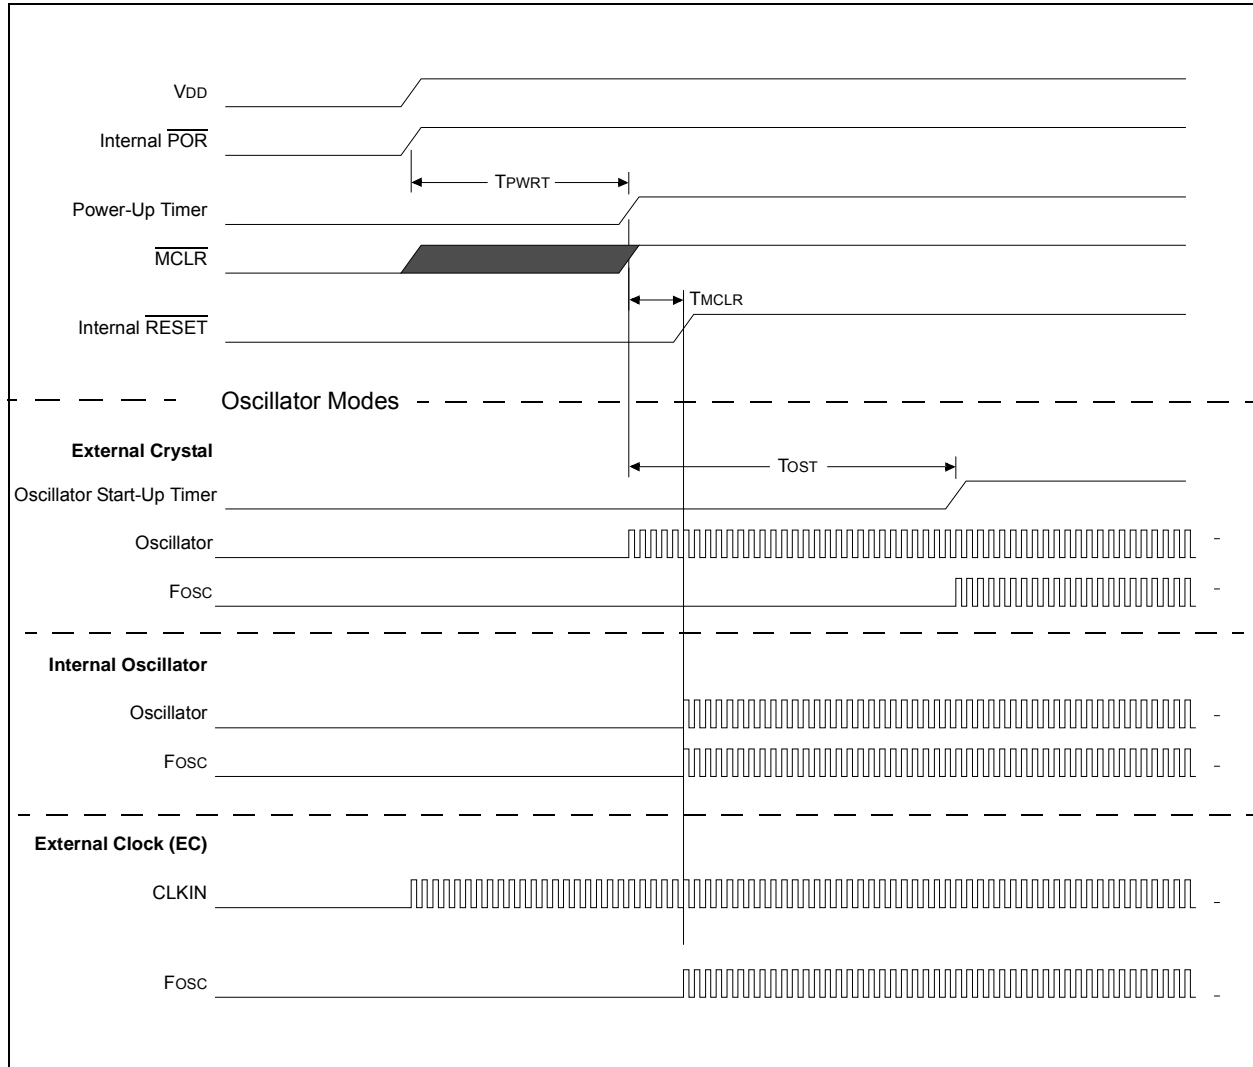 VDD
Internal POR
TPWRT
Power-Up Timer
MCLR
TMCLR
Internal RESET
Oscillator Modes
External Crystal
TOST
Oscillator Start-Up Timer
Oscillator
FOSC
Internal Oscillator
Oscillator
FOSC
External Clock (EC)
CLKIN
FOSC